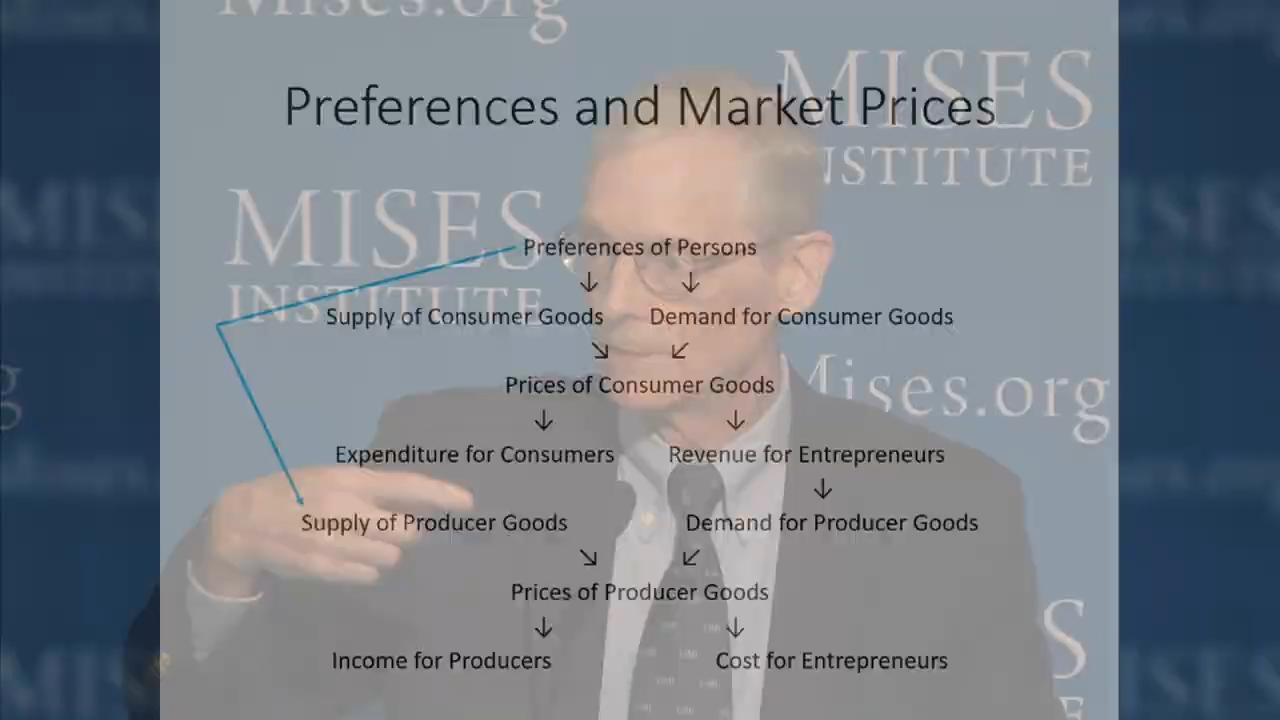 Mises.org
MISES
INSTITUTE
Preferences and Market Prices
MISES
INSTITUTE
Preferences of Persons
↓ ↓
Supply of Consumer Goods Demand for Consumer Goods
↘ ↙
Prices of Consumer Goods
Mises.org
↓ ↓
Expenditure for Consumers Revenue for Entrepreneurs
↓
Supply of Producer Goods Demand for Producer Goods
↘ ↙
Prices of Producer Goods
↓ ↓
Income for Producers Cost for Entrepreneurs